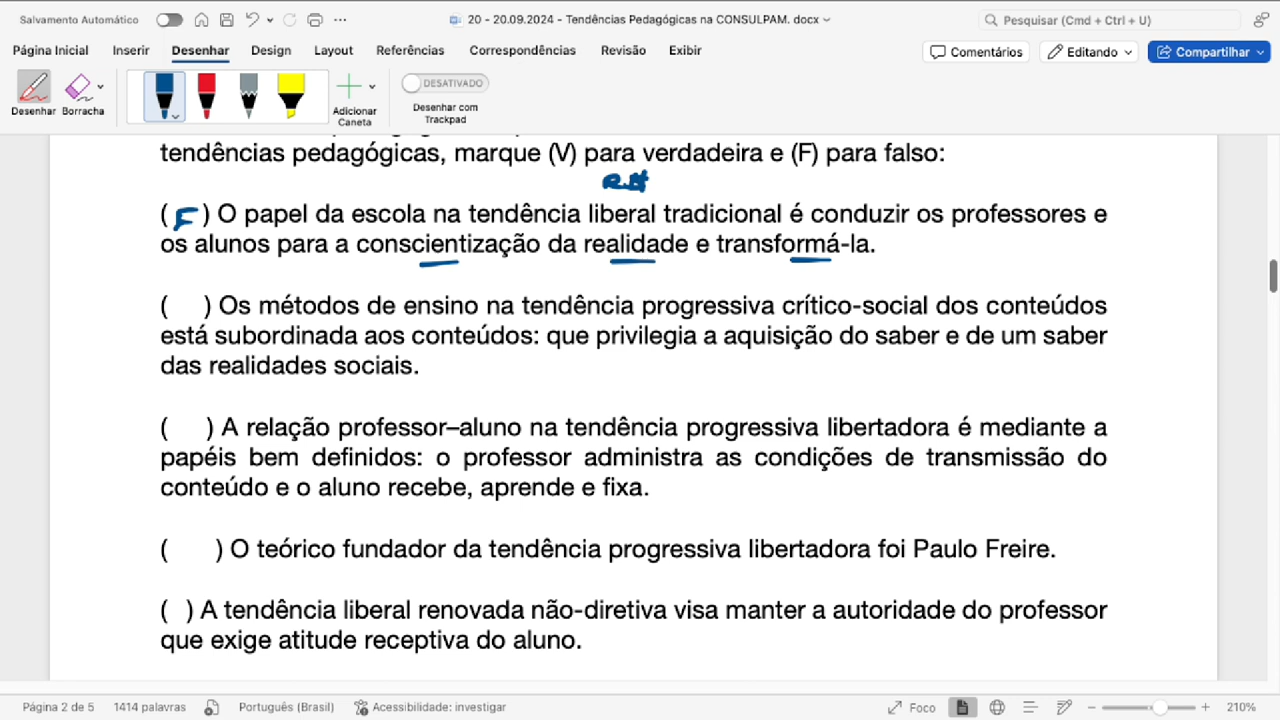 Salvamento Automático
20 - 20.09.2024 - Tendências Pedagógicas na CONSULPAM. docx
Pesquisar (Cmd + Ctrl + U)
Página Inicial Inserir Desenhar Design Layout Referências Correspondências Revisão Exibir
Comentários Editando Compartilhar
DESATIVADO
Desenhar Borracha Adicionar Caneta Desenhar com Trackpad
tendências pedagógicas, marque (V) para verdadeira e (F) para falso:
( F ) O papel da escola na tendência liberal tradicional é conduzir os professores e
os alunos para a conscientização da realidade e transformá-la.
( ) Os métodos de ensino na tendência progressiva crítico-social dos conteúdos
está subordinada aos conteúdos: que privilegia a aquisição do saber e de um saber
das realidades sociais.
( ) A relação professor–aluno na tendência progressiva libertadora é mediante a
papéis bem definidos: o professor administra as condições de transmissão do
conteúdo e o aluno recebe, aprende e fixa.
( ) O teórico fundador da tendência progressiva libertadora foi Paulo Freire.
( ) A tendência liberal renovada não-diretiva visa manter a autoridade do professor
que exige atitude receptiva do aluno.
Página 2 de 5 1414 palavras Português (Brasil) Acessibilidade: investigar Foco 210%